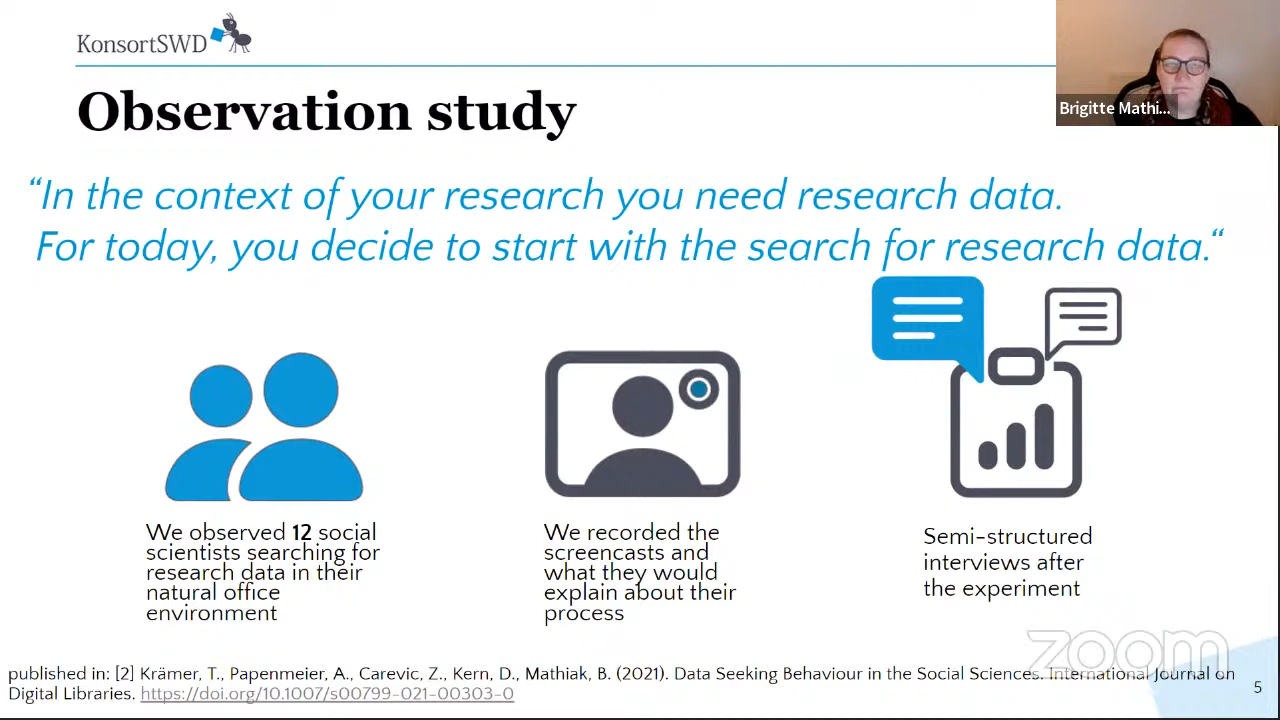 KonsortSWD
Brigitte Mathi...
Observation study
“In the context of your research you need research data.
For today, you decide to start with the search for research data.“
We observed 12 social
scientists searching for
research data in their
natural office
environment
We recorded the
screencasts and
what they would
explain about their
process
Semi-structured
interviews after
the experiment
zoom
published in: [2] Krämer, T., Papenmeier, A., Carevic, Z., Kern, D., Mathiak, B. (2021). Data Seeking Behaviour in the Social Sciences. International Journal on
Digital Libraries. https://doi.org/10.1007/s00799-021-00303-0
5